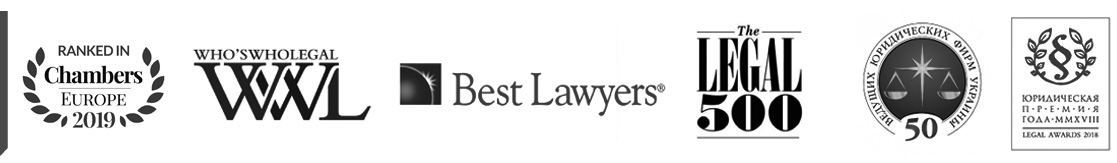 RANKED IN
Chambers
EUROPE
2019
WHO'SWHOLEGAL
WWL
Best Lawyers®
The
LEGAL
500
ВЕДУЩИХ ЮРИДИЧЕСКИХ ФИРМ УКРАИНЫ
50
§
ЮРИДИЧЕСКАЯ
П·Р·Е·М·И·Я
ГОДА·MMXVIII
LEGAL AWARDS 2018